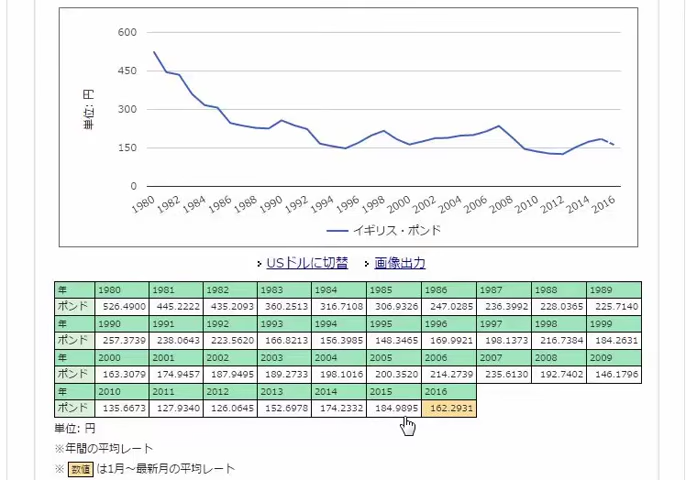 600
450
300
150
0
単位: 円
1980 1982 1984 1986 1988 1990 1992 1994 1996 1998 2000 2002 2004 2006 2008 2010 2012 2014 2016
イギリス・ポンド
USドルに切替 画像出力
年 1980 1981 1982 1983 1984 1985 1986 1987 1988 1989
ポンド 526.4900 445.2222 435.2093 360.2513 316.7108 306.9326 247.0285 236.3992 228.0365 225.7140
年 1990 1991 1992 1993 1994 1995 1996 1997 1998 1999
ポンド 257.3739 238.0643 223.5620 166.8213 156.3985 148.3465 169.9921 198.1373 216.7384 184.2631
年 2000 2001 2002 2003 2004 2005 2006 2007 2008 2009
ポンド 163.3079 174.9457 187.9495 189.2733 198.1016 200.3520 214.2739 235.6130 192.7402 146.1796
年 2010 2011 2012 2013 2014 2015 2016
ポンド 135.6673 127.9340 126.0645 152.6978 174.2332 184.9895 162.2931
単位: 円
※年間の平均レート
※ 数値 は1月～最新月の平均レート